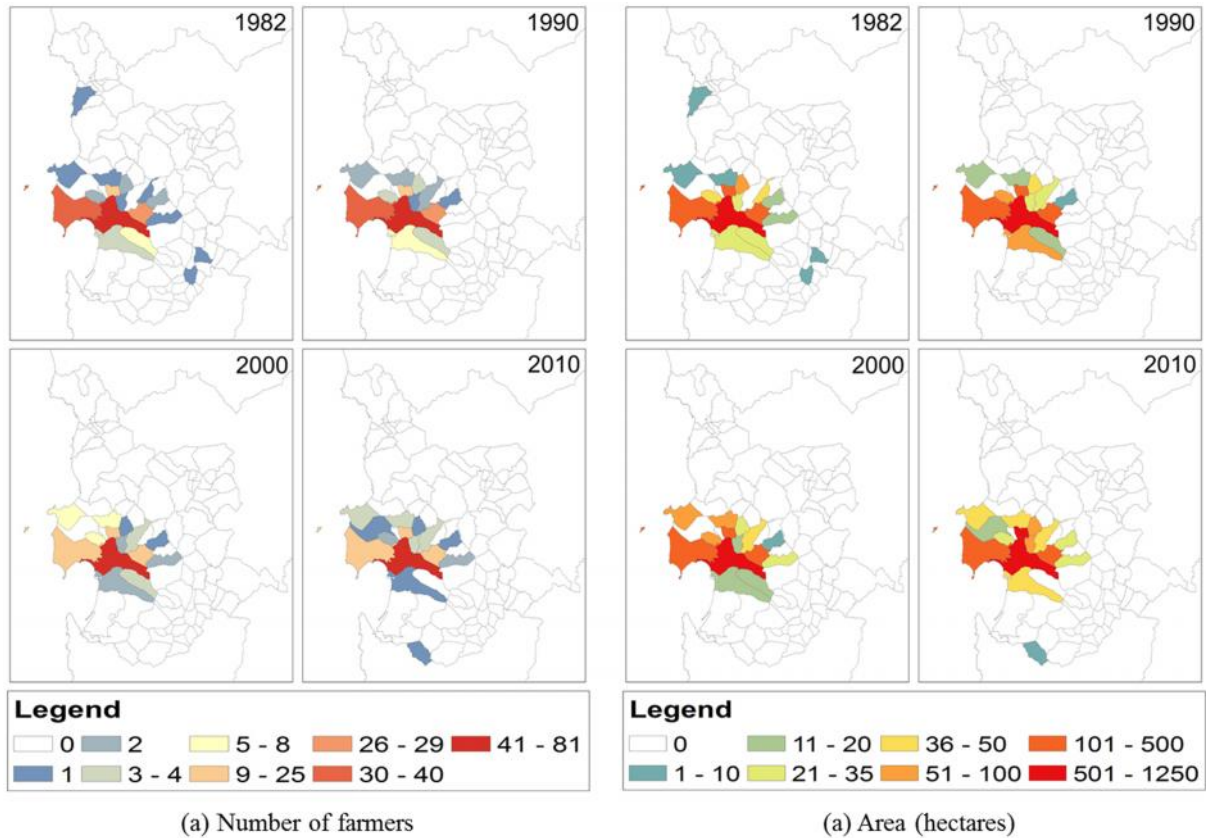 1982
1990
1982
1990
2000
2010
2000
2010
Legend
0 2 5 - 8 26 - 29 41 - 81
1 3 - 4 9 - 25 30 - 40
Legend
0 11 - 20 36 - 50 101 - 500
1 - 10 21 - 35 51 - 100 501 - 1250
(a) Number of farmers
(a) Area (hectares)